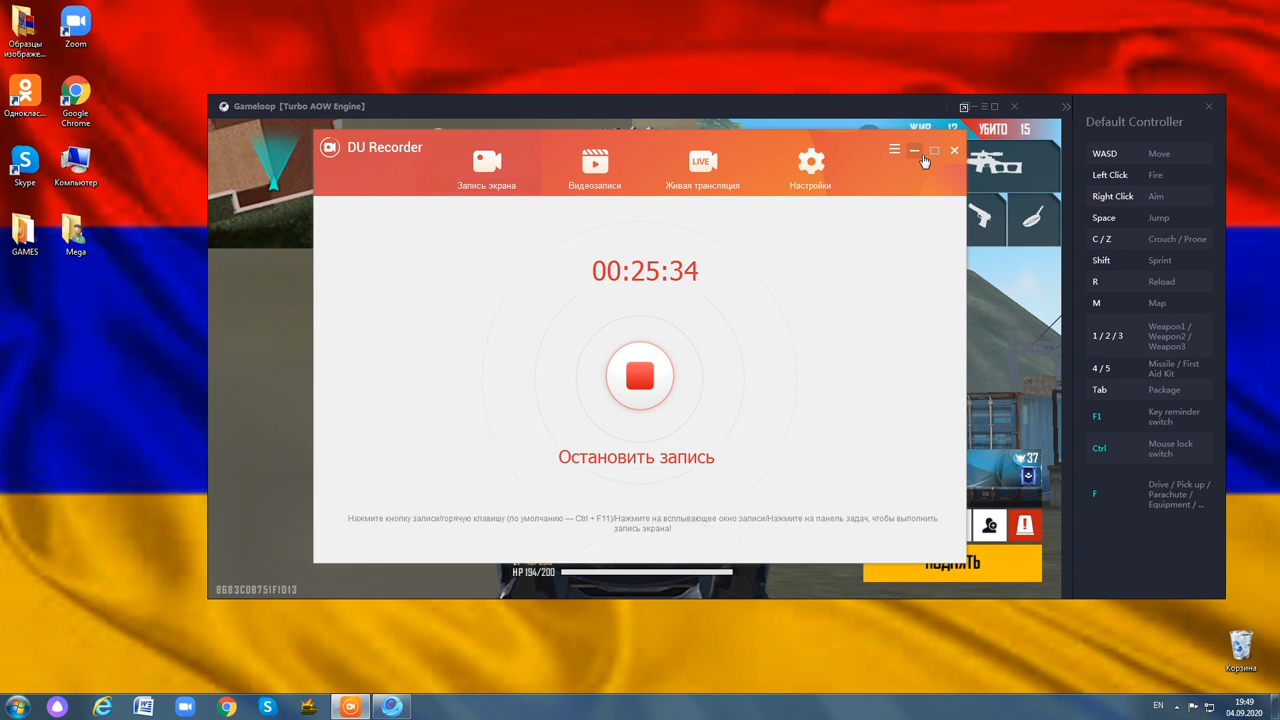 Образцы
изображе...
Zoom
Одноклас...
Google
Chrome
Skype
Компьютер
GAMES
Mega
Gameloop [Turbo AOW Engine]
УБИТО 15
DU Recorder
Запись экрана
Видеозаписи
LIVE
Живая трансляция
Настройки
00:25:34
Остановить запись
Нажмите кнопку записи/горячую клавишу (по умолчанию — Ctrl + F11)/Нажмите на всплывающее окно записи/Нажмите на панель задач, чтобы выполнить
запись экрана!
HP 194/200
37
ПОДНЯТЬ
Default Controller
WASD Move
Left Click Fire
Right Click Aim
Space Jump
C / Z Crouch / Prone
Shift Sprint
R Reload
M Map
1 / 2 / 3 Weapon1 /
Weapon2 /
Weapon3
4 / 5 Missile / First
Aid Kit
Tab Package
F1 Key reminder
switch
Ctrl Mouse lock
switch
F Drive / Pick up /
Parachute /
Equipment / ...
Корзина
EN
19:49
04.09.2020